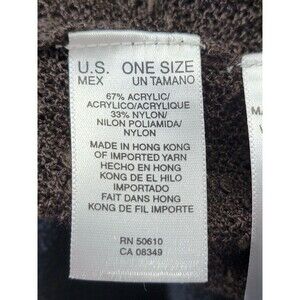 U.S. ONE SIZE
MEX UN TAMANO
67% ACRYLIC/
ACRYLICO/ACRYLIQUE
33% NYLON/
NILON POLIAMIDA/
NYLON
MADE IN HONG KONG
OF IMPORTED YARN
HECHO EN HONG
KONG DE EL HILO
IMPORTADO
FAIT DANS HONG
KONG DE FIL IMPORTE
RN 50610
CA 08349